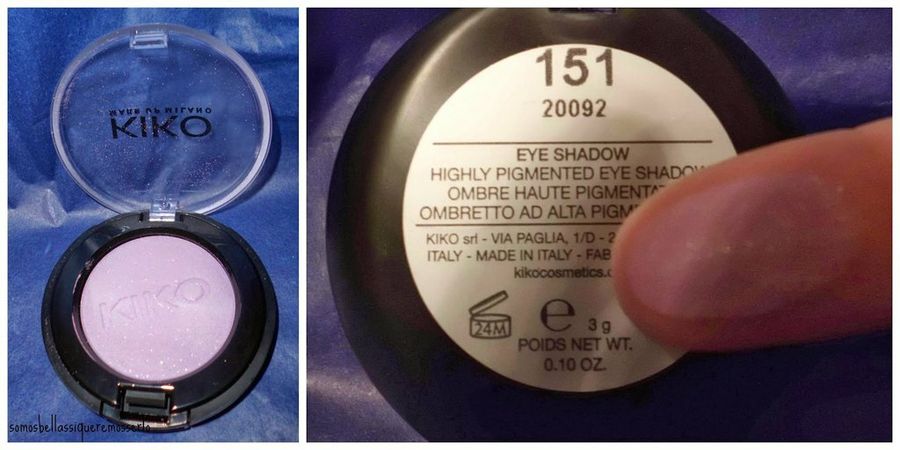 KIKO
MAKE UP MILANO
KIKO
somosbellassiqueremosserlo
151
20092
EYE SHADOW
HIGHLY PIGMENTED EYE SHADOW
OMBRE HAUTE PIGMENTAT
OMBRETTO AD ALTA PIGM
KIKO srl - VIA PAGLIA, 1/D - 2
ITALY - MADE IN ITALY - FAB
kikocosmetics.c
24M
e 3 g
POIDS NET WT.
0.10 OZ.